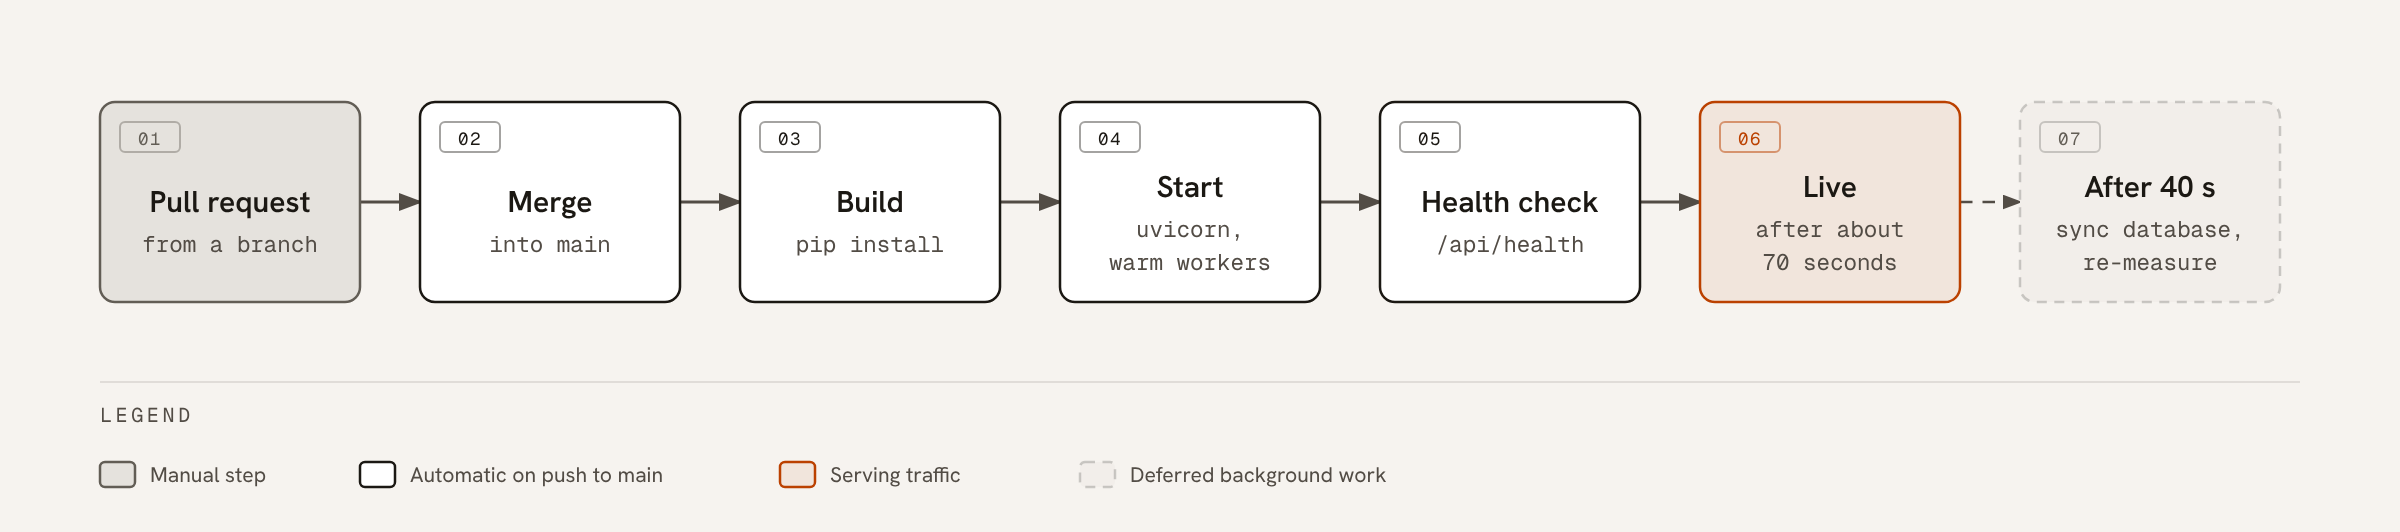 01
Pull request
from a branch
02
Merge
into main
03
Build
pip install
04
Start
uvicorn,
warm workers
05
Health check
/api/health
06
Live
after about
70 seconds
07
After 40 s
sync database,
re-measure
LEGEND
Manual step
Automatic on push to main
Serving traffic
Deferred background work